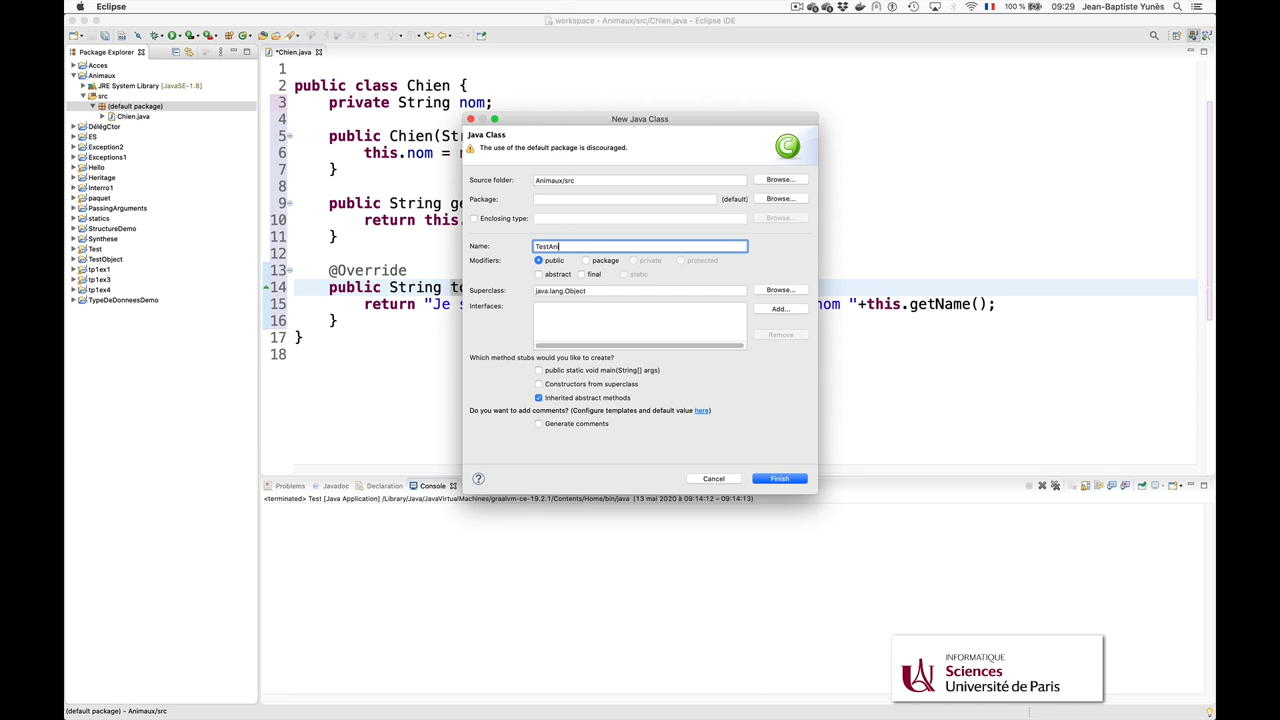 Eclipse
100 %
09:29 Jean-Baptiste Yunès
workspace - Animaux/src/Chien.java - Eclipse IDE
Package Explorer
Acces
Animaux
JRE System Library [JavaSE-1.8]
src
(default package)
Chien.java
DélégCtor
ES
Exception2
Exceptions1
Hello
Heritage
Interro1
paquet
PassingArguments
statics
StructureDemo
Synthese
Test
TestObject
tp1ex1
tp1ex3
tp1ex4
TypeDeDonneesDemo
*Chien.java
1
2 public class Chien {
3 private String nom;
4
5 public Chien(Str
6 this.nom =
7 }
8
9 public String ge
10 return this.
11 }
12
13 @Override
14 public String to
15 return "Je s nom "+this.getName();
16 }
17 }
18
New Java Class
Java Class
The use of the default package is discouraged.
Source folder: Animaux/src Browse...
Package: (default) Browse...
Enclosing type: Browse...
Name: TestAni
Modifiers: public package private protected
abstract final static
Superclass: java.lang.Object Browse...
Interfaces: Add...
Remove
Which method stubs would you like to create?
public static void main(String[] args)
Constructors from superclass
Inherited abstract methods
Do you want to add comments? (Configure templates and default value here)
Generate comments
? Cancel Finish
Problems Javadoc Declaration Console
<terminated> Test [Java Application] /Library/Java/JavaVirtualMachines/graalvm-ce-19.2.1/Contents/Home/bin/java (13 mai 2020 à 09:14:12 – 09:14:13)
INFORMATIQUE
Sciences
Université de Paris
(default package) - Animaux/src